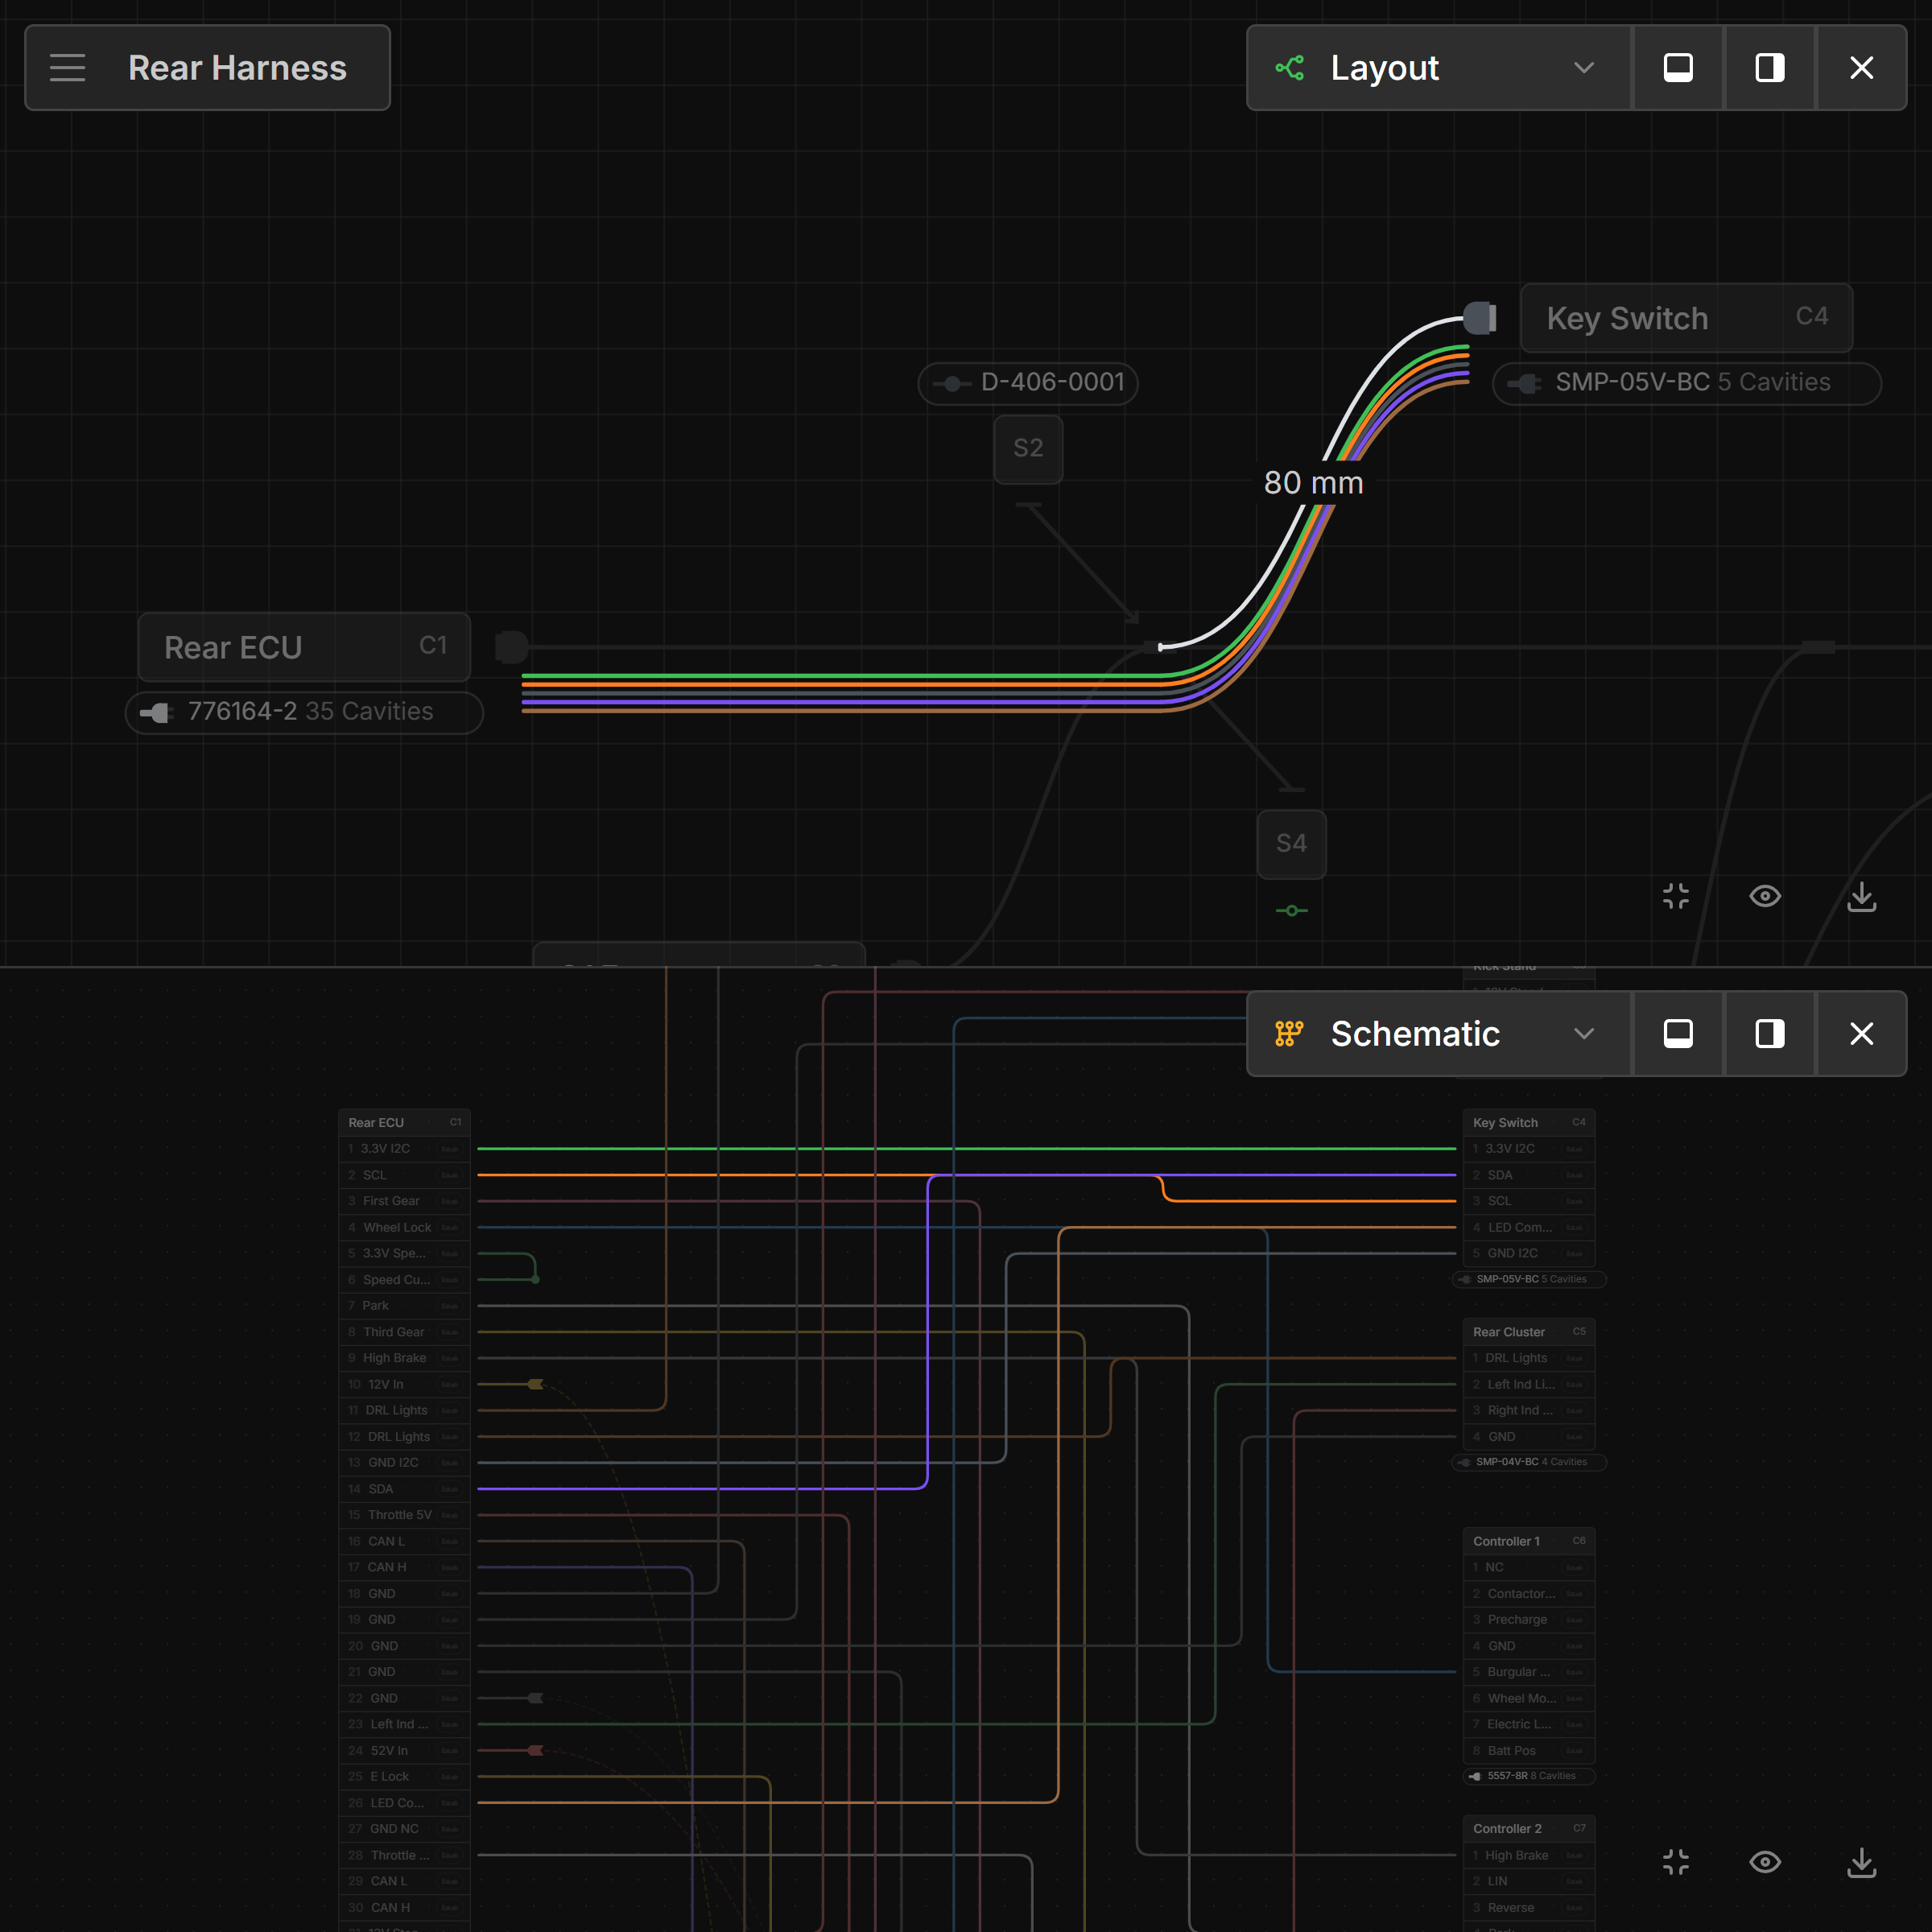 Rear Harness
Layout
Key Switch C4
D-406-0001
SMP-05V-BC 5 Cavities
S2
80 mm
Rear ECU C1
776164-2 35 Cavities
S4
Kick Stand
Schematic
Rear ECU C1
1 3.3V I2C
2 SCL
3 First Gear
4 Wheel Lock
5 3.3V Spe...
6 Speed Cu...
7 Park
8 Third Gear
9 High Brake
10 12V In
11 DRL Lights
12 DRL Lights
13 GND I2C
14 SDA
15 Throttle 5V
16 CAN L
17 CAN H
18 GND
19 GND
20 GND
21 GND
22 GND
23 Left Ind ...
24 52V In
25 E Lock
26 LED Co...
27 GND NC
28 Throttle ...
29 CAN L
30 CAN H
Key Switch C4
1 3.3V I2C
2 SDA
3 SCL
4 LED Com...
5 GND I2C
SMP-05V-BC 5 Cavities
Rear Cluster C5
1 DRL Lights
2 Left Ind Li...
3 Right Ind ...
4 GND
SMP-04V-BC 4 Cavities
Controller 1 C6
1 NC
2 Contactor...
3 Precharge
4 GND
5 Burgular ...
6 Wheel Mo...
7 Electric L...
8 Batt Pos
5557-8R 8 Cavities
Controller 2 C7
1 High Brake
2 LIN
3 Reverse